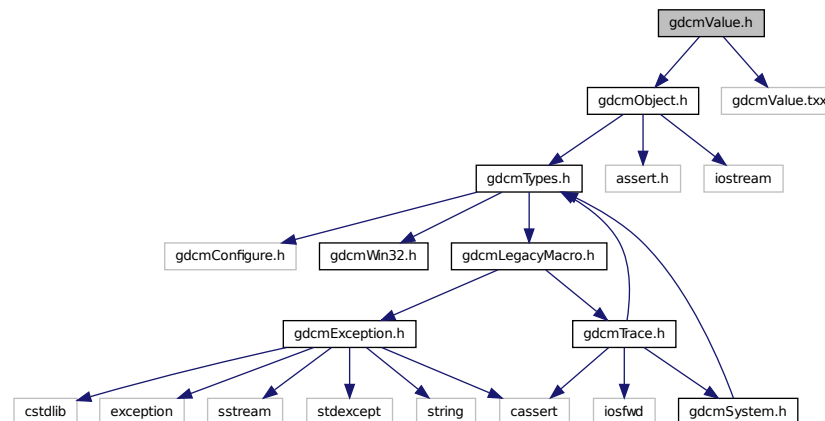 gdcmValue.h
gdcmObject.h
gdcmValue.txx
gdcmTypes.h
assert.h
iostream
gdcmConfigure.h
gdcmWin32.h
gdcmLegacyMacro.h
gdcmException.h
gdcmTrace.h
cstdlib
exception
sstream
stdexcept
string
cassert
iosfwd
gdcmSystem.h